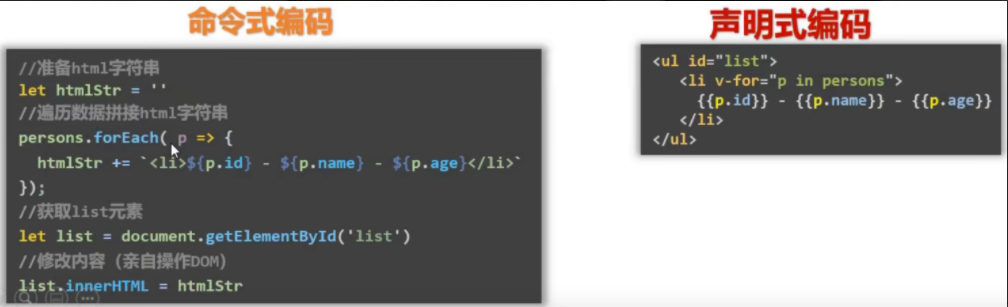 命令式编码
//准备html字符串
let htmlStr = ''
//遍历数据拼接html字符串
persons.forEach( p => {
  htmlStr += `<li>${p.id} - ${p.name} - ${p.age}</li>`
});
//获取list元素
let list = document.getElementById('list')
//修改内容（亲自操作DOM）
list.innerHTML = htmlStr
声明式编码
<ul id="list">
   <li v-for="p in persons">
     {{p.id}} - {{p.name}} - {{p.age}}
   </li>
</ul>